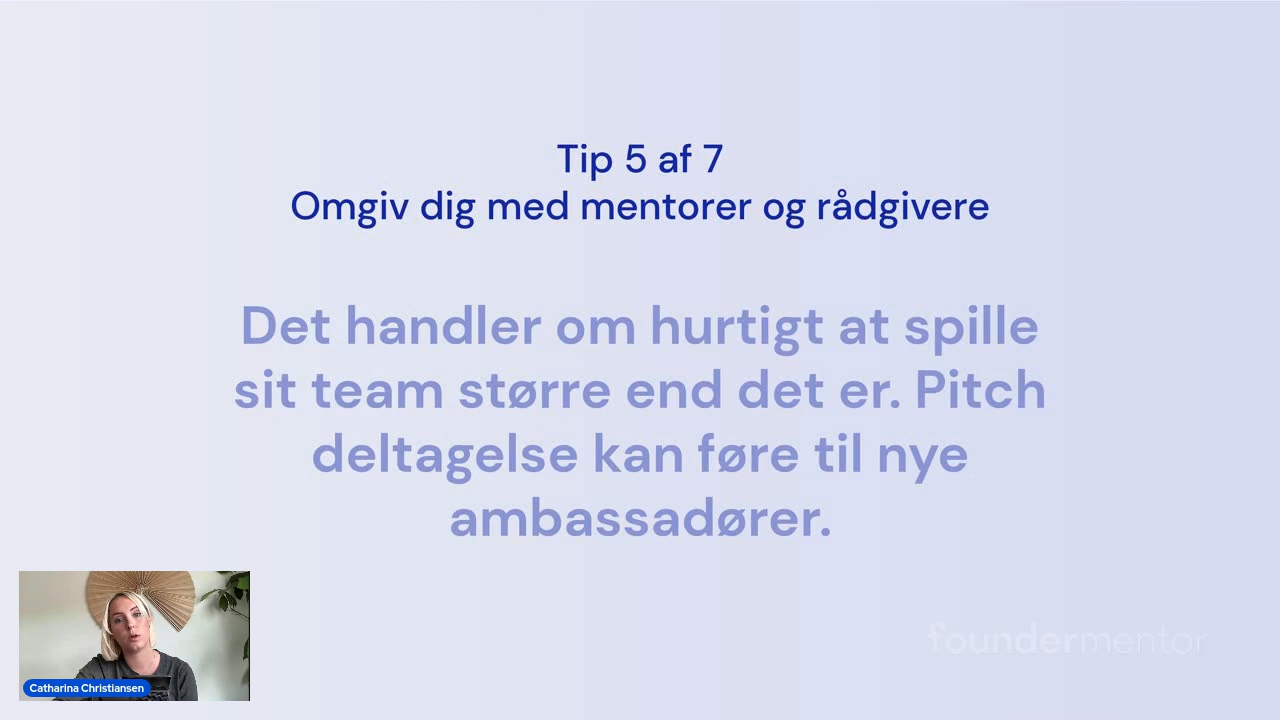 Tip 5 af 7
Omgiv dig med mentorer og rådgivere
Det handler om hurtigt at spille
sit team større end det er. Pitch
deltagelse kan føre til nye
ambassadører.
Catharina Christiansen
foundermentor